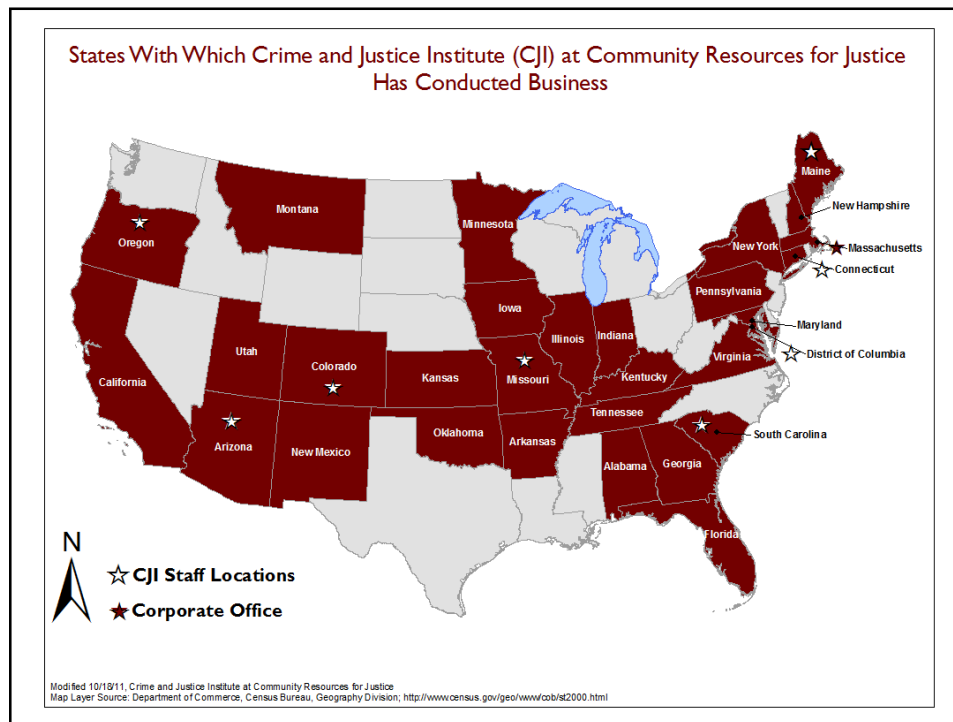 States With Which Crime and Justice Institute (CJI) at Community Resources for Justice
Has Conducted Business
Maine
Montana
Minnesota
New Hampshire
Oregon
New York
Massachusetts
Connecticut
Pennsylvania
Iowa
Maryland
Utah
Illinois
Indiana
District of Columbia
Colorado
Virginia
California
Kansas
Missouri
Kentucky
Tennessee
Oklahoma
Arkansas
South Carolina
Arizona
New Mexico
Alabama
Georgia
Florida
N
CJI Staff Locations
Corporate Office
Modified 10/18/11, Crime and Justice Institute at Community Resources for Justice
Map Layer Source: Department of Commerce, Census Bureau, Geography Division; http://www.census.gov/geo/www/cob/st2000.html